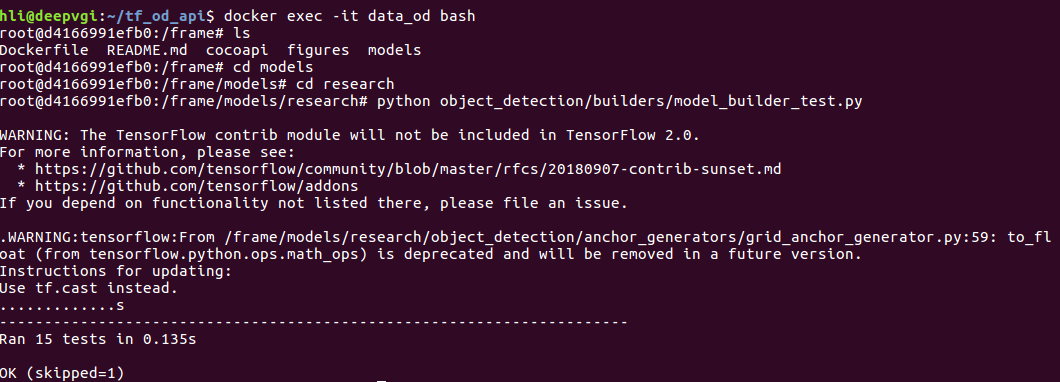 hli@deepvgi:~/tf_od_api$ docker exec -it data_od bash
root@d4166991efb0:/frame# ls
Dockerfile  README.md  cocoapi  figures  models
root@d4166991efb0:/frame# cd models
root@d4166991efb0:/frame/models# cd research
root@d4166991efb0:/frame/models/research# python object_detection/builders/model_builder_test.py
WARNING: The TensorFlow contrib module will not be included in TensorFlow 2.0.
For more information, please see:
  * https://github.com/tensorflow/community/blob/master/rfcs/20180907-contrib-sunset.md
  * https://github.com/tensorflow/addons
If you depend on functionality not listed there, please file an issue.
.WARNING:tensorflow:From /frame/models/research/object_detection/anchor_generators/grid_anchor_generator.py:59: to_fl
oat (from tensorflow.python.ops.math_ops) is deprecated and will be removed in a future version.
Instructions for updating:
Use tf.cast instead.
.............s
----------------------------------------------------------------------
Ran 15 tests in 0.135s
OK (skipped=1)